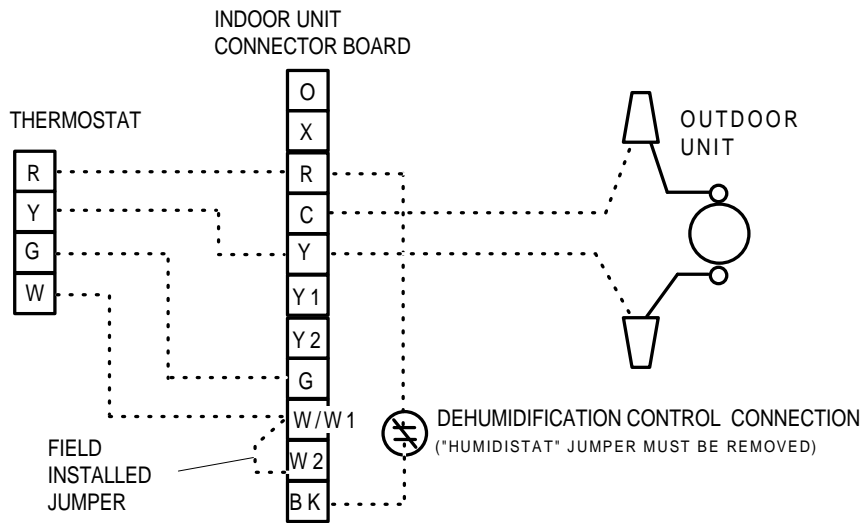 INDOOR UNIT
CONNECTOR BOARD
THERMOSTAT
R
Y
G
W
O
X
R
C
Y
Y1
Y2
G
W/W1
W2
BK
OUTDOOR
UNIT
DEHUMIDIFICATION CONTROL CONNECTION
("HUMIDISTAT" JUMPER MUST BE REMOVED)
FIELD
INSTALLED
JUMPER